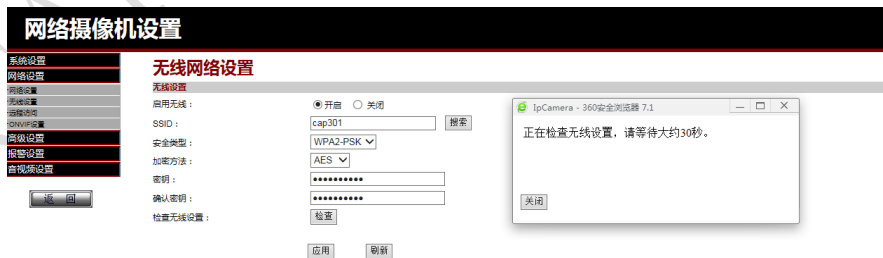 网络摄像机设置
系统设置
网络设置
网络设置
无线设置
远程访问
ONVIF设置
高级设置
报警设置
音视频设置
返 回
无线网络设置
无线设置
启用无线： 开启 关闭
SSID： cap301 搜索
安全类型： WPA2-PSK
加密方法： AES
密钥： ••••••••••
确认密钥： ••••••••••
检查无线设置： 检查
应用 刷新
IpCamera - 360安全浏览器 7.1
正在检查无线设置，请等待大约30秒。
关闭